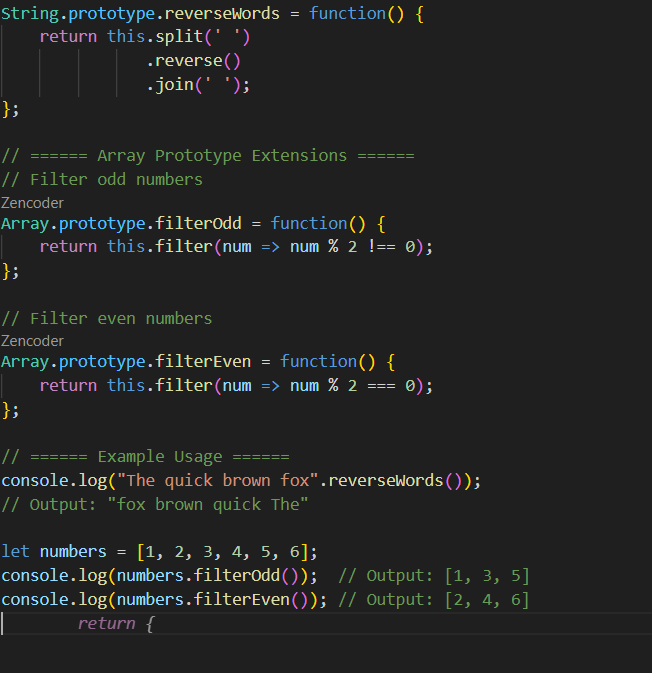 String.prototype.reverseWords = function() {
    return this.split(' ')
               .reverse()
               .join(' ');
};
// ====== Array Prototype Extensions ======
// Filter odd numbers
Zencoder
Array.prototype.filterOdd = function() {
    return this.filter(num => num % 2 !== 0);
};
// Filter even numbers
Zencoder
Array.prototype.filterEven = function() {
    return this.filter(num => num % 2 === 0);
};
// ====== Example Usage ======
console.log("The quick brown fox".reverseWords());
// Output: "fox brown quick The"
let numbers = [1, 2, 3, 4, 5, 6];
console.log(numbers.filterOdd());  // Output: [1, 3, 5]
console.log(numbers.filterEven()); // Output: [2, 4, 6]
        return {